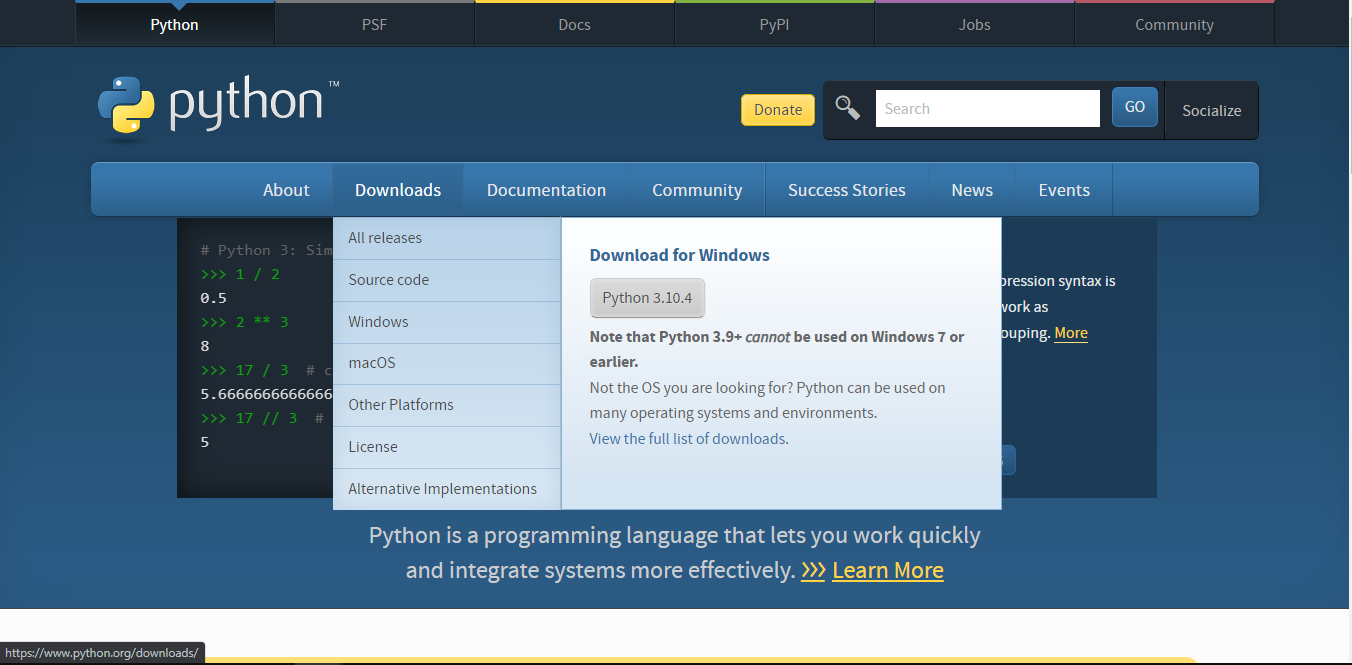 Python PSF Docs PyPI Jobs Community
python™
Donate Search GO Socialize
About Downloads Documentation Community Success Stories News Events
# Python 3: Sim
>>> 1 / 2
0.5
>>> 2 ** 3
8
>>> 17 / 3 # c
5.6666666666666
>>> 17 // 3 #
5
All releases
Source code
Windows
macOS
Other Platforms
License
Alternative Implementations
Download for Windows
Python 3.10.4
Note that Python 3.9+ cannot be used on Windows 7 or
earlier.
Not the OS you are looking for? Python can be used on
many operating systems and environments.
View the full list of downloads.
pression syntax is
work as
ouping. More
Python is a programming language that lets you work quickly
and integrate systems more effectively. >>> Learn More
https://www.python.org/downloads/